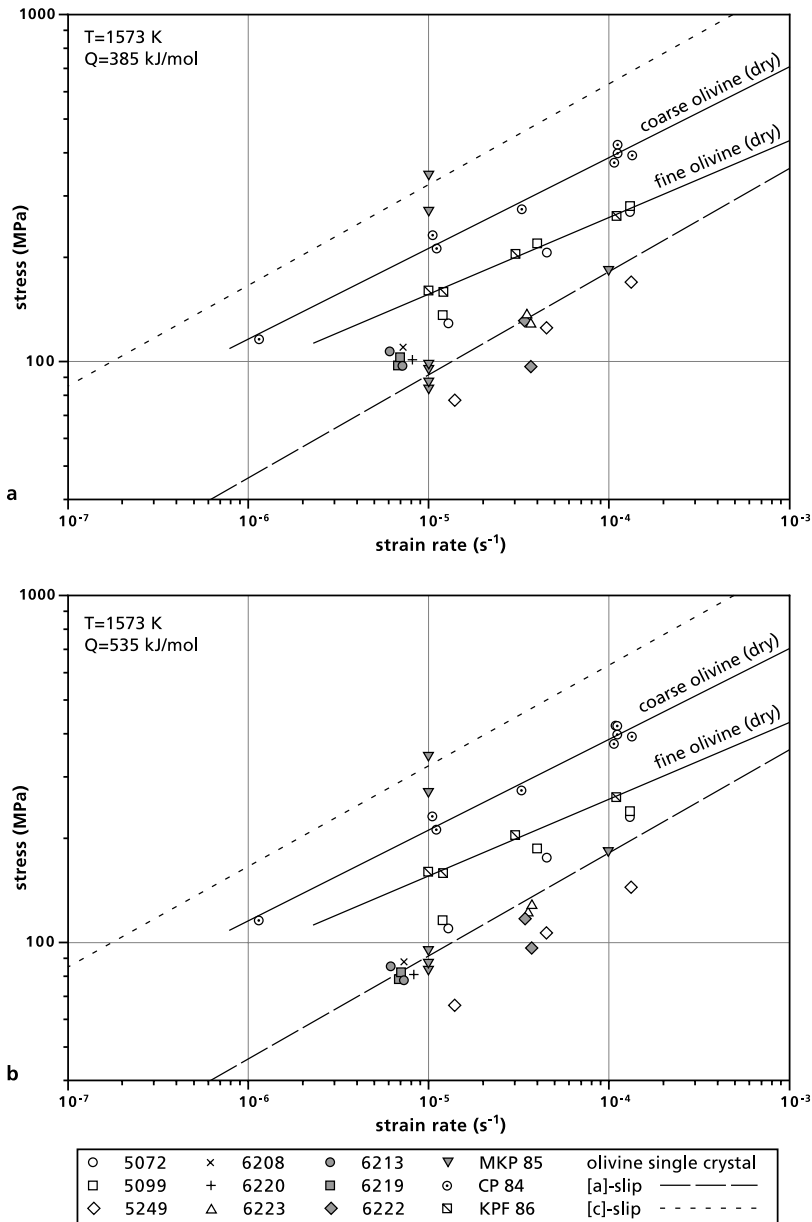 1000
T=1573 K
Q=385 kJ/mol
coarse olivine (dry)
fine olivine (dry)
stress (MPa)
100
a
10-7
10-6
10-5
10-4
10-3
strain rate (s-1)
1000
T=1573 K
Q=535 kJ/mol
coarse olivine (dry)
fine olivine (dry)
stress (MPa)
100
b
10-7
10-6
10-5
10-4
10-3
strain rate (s-1)
5072 6208 6213 MKP 85 olivine single crystal
5099 6220 6219 CP 84 [a]-slip
5249 6223 6222 KPF 86 [c]-slip